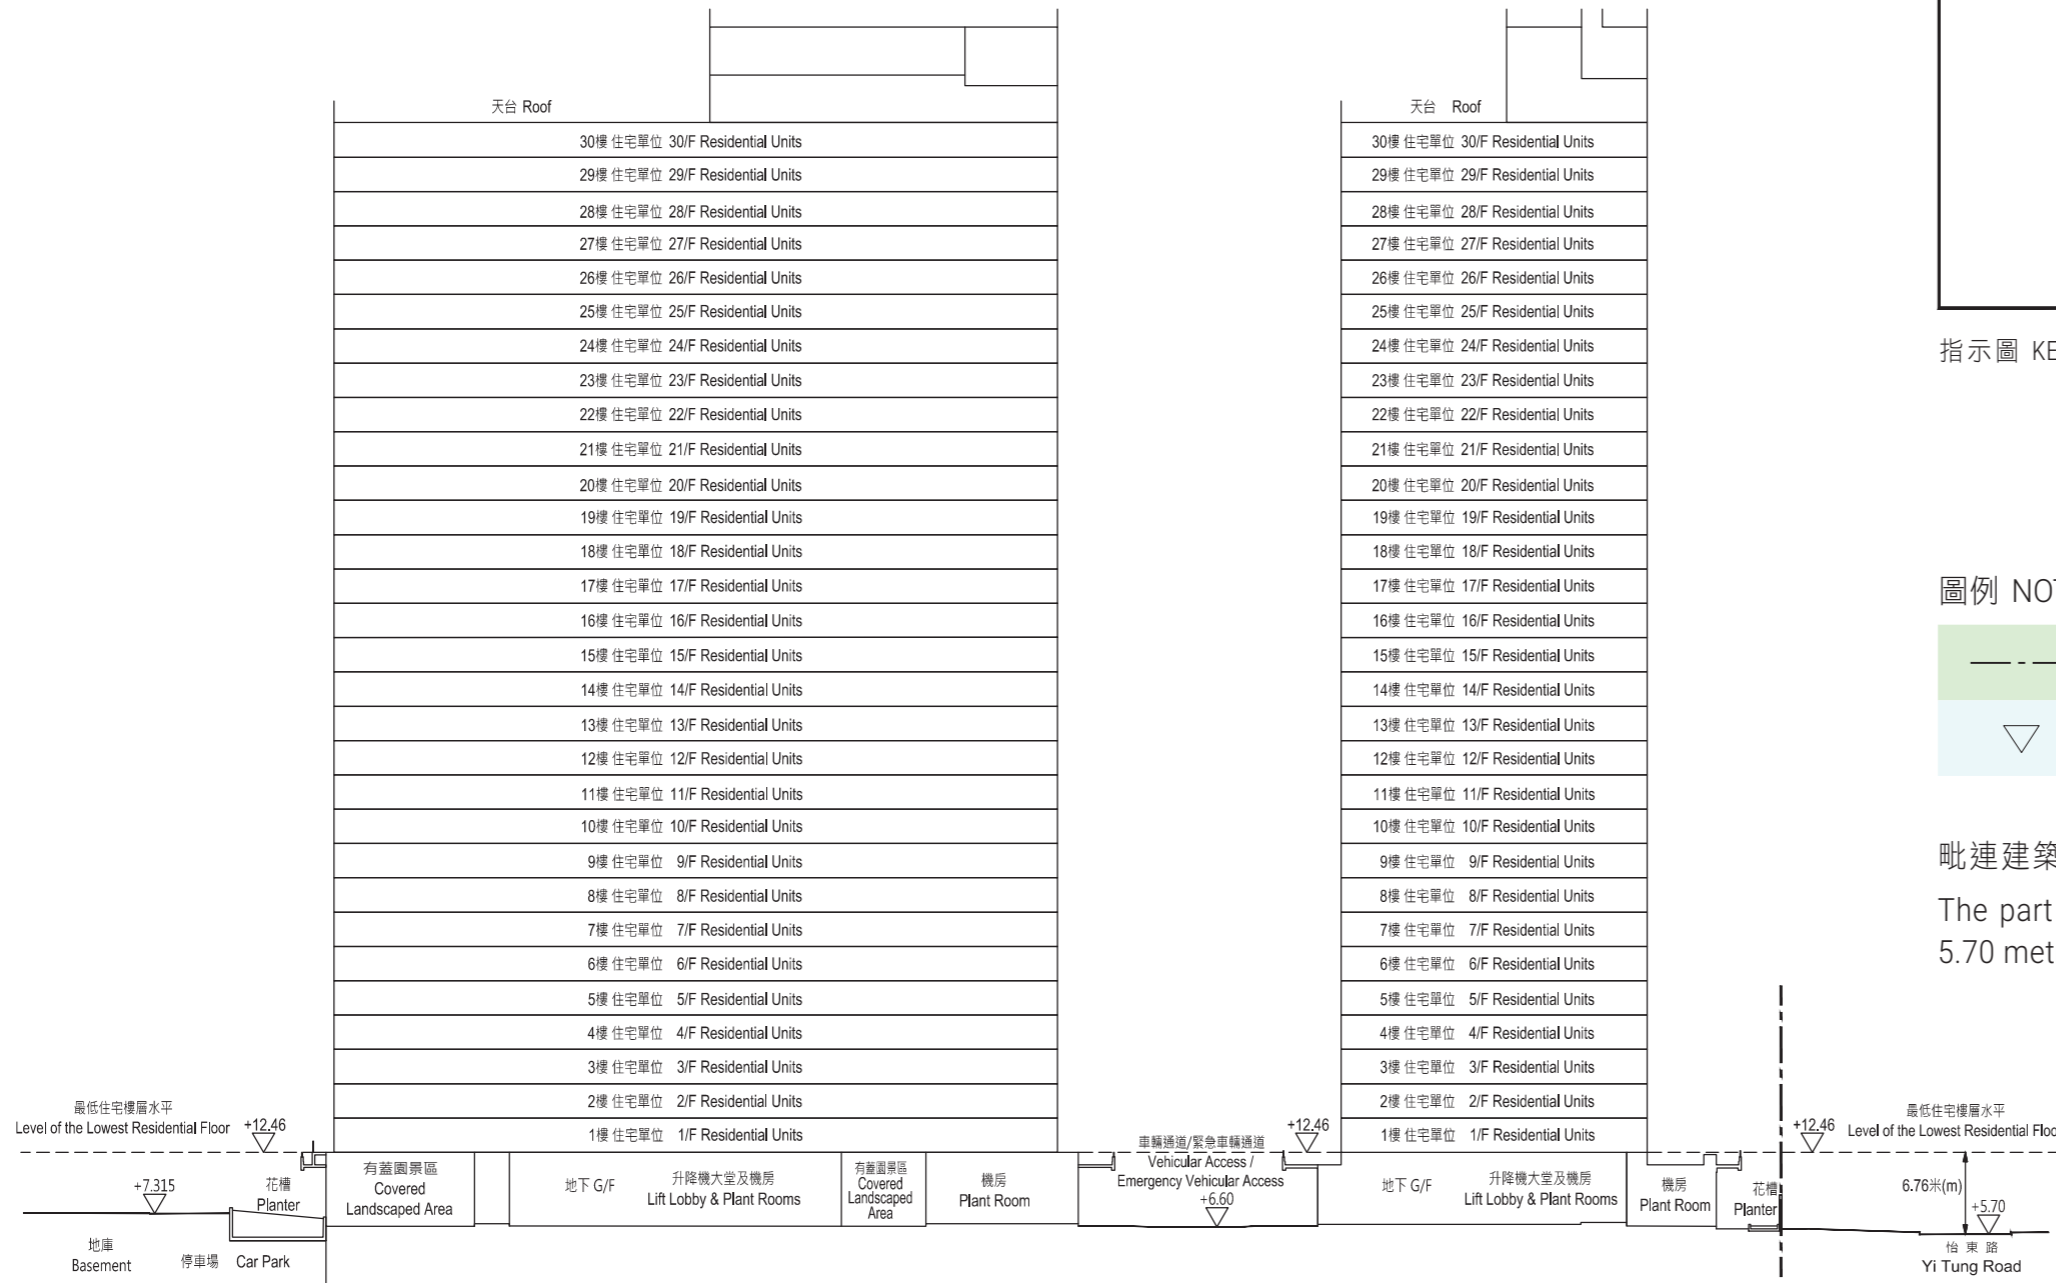 天台 Roof
30樓 住宅單位 30/F Residential Units
29樓 住宅單位 29/F Residential Units
28樓 住宅單位 28/F Residential Units
27樓 住宅單位 27/F Residential Units
26樓 住宅單位 26/F Residential Units
25樓 住宅單位 25/F Residential Units
24樓 住宅單位 24/F Residential Units
23樓 住宅單位 23/F Residential Units
22樓 住宅單位 22/F Residential Units
21樓 住宅單位 21/F Residential Units
20樓 住宅單位 20/F Residential Units
19樓 住宅單位 19/F Residential Units
18樓 住宅單位 18/F Residential Units
17樓 住宅單位 17/F Residential Units
16樓 住宅單位 16/F Residential Units
15樓 住宅單位 15/F Residential Units
14樓 住宅單位 14/F Residential Units
13樓 住宅單位 13/F Residential Units
12樓 住宅單位 12/F Residential Units
11樓 住宅單位 11/F Residential Units
10樓 住宅單位 10/F Residential Units
9樓 住宅單位 9/F Residential Units
8樓 住宅單位 8/F Residential Units
7樓 住宅單位 7/F Residential Units
6樓 住宅單位 6/F Residential Units
5樓 住宅單位 5/F Residential Units
4樓 住宅單位 4/F Residential Units
3樓 住宅單位 3/F Residential Units
2樓 住宅單位 2/F Residential Units
1樓 住宅單位 1/F Residential Units
最低住宅樓層水平
Level of the Lowest Residential Floor
+12.46
+7.315
花槽
Planter
地庫
Basement
停車場 Car Park
有蓋園景區
Covered
Landscaped Area
地下 G/F
升降機大堂及機房
Lift Lobby & Plant Rooms
有蓋園景區
Covered
Landscaped
Area
機房
Plant Room
車輛通道/緊急車輛通道
Vehicular Access /
Emergency Vehicular Access
+6.60
+12.46
天台 Roof
30樓 住宅單位 30/F Residential Units
29樓 住宅單位 29/F Residential Units
28樓 住宅單位 28/F Residential Units
27樓 住宅單位 27/F Residential Units
26樓 住宅單位 26/F Residential Units
25樓 住宅單位 25/F Residential Units
24樓 住宅單位 24/F Residential Units
23樓 住宅單位 23/F Residential Units
22樓 住宅單位 22/F Residential Units
21樓 住宅單位 21/F Residential Units
20樓 住宅單位 20/F Residential Units
19樓 住宅單位 19/F Residential Units
18樓 住宅單位 18/F Residential Units
17樓 住宅單位 17/F Residential Units
16樓 住宅單位 16/F Residential Units
15樓 住宅單位 15/F Residential Units
14樓 住宅單位 14/F Residential Units
13樓 住宅單位 13/F Residential Units
12樓 住宅單位 12/F Residential Units
11樓 住宅單位 11/F Residential Units
10樓 住宅單位 10/F Residential Units
9樓 住宅單位 9/F Residential Units
8樓 住宅單位 8/F Residential Units
7樓 住宅單位 7/F Residential Units
6樓 住宅單位 6/F Residential Units
5樓 住宅單位 5/F Residential Units
4樓 住宅單位 4/F Residential Units
3樓 住宅單位 3/F Residential Units
2樓 住宅單位 2/F Residential Units
1樓 住宅單位 1/F Residential Units
地下 G/F
升降機大堂及機房
Lift Lobby & Plant Rooms
機房
Plant Room
花槽
Planter
+12.46
最低住宅樓層水平
Level of the Lowest Residential Floo
6.76米(m)
+5.70
怡東路
Yi Tung Road
指示圖 KE
圖例 NOT
毗連建築
The part
5.70 met